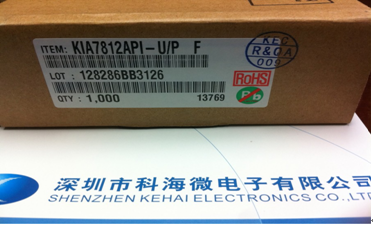 ITEM: KIA7812API-U/P F
LOT : 128286BB3126
QTY : 1,000
13769
KEC
R&QA
009
RoHS
Pb
深圳市科海微电子有限公司
SHENZHEN KEHAI ELECTRONICS CO.,LTD.